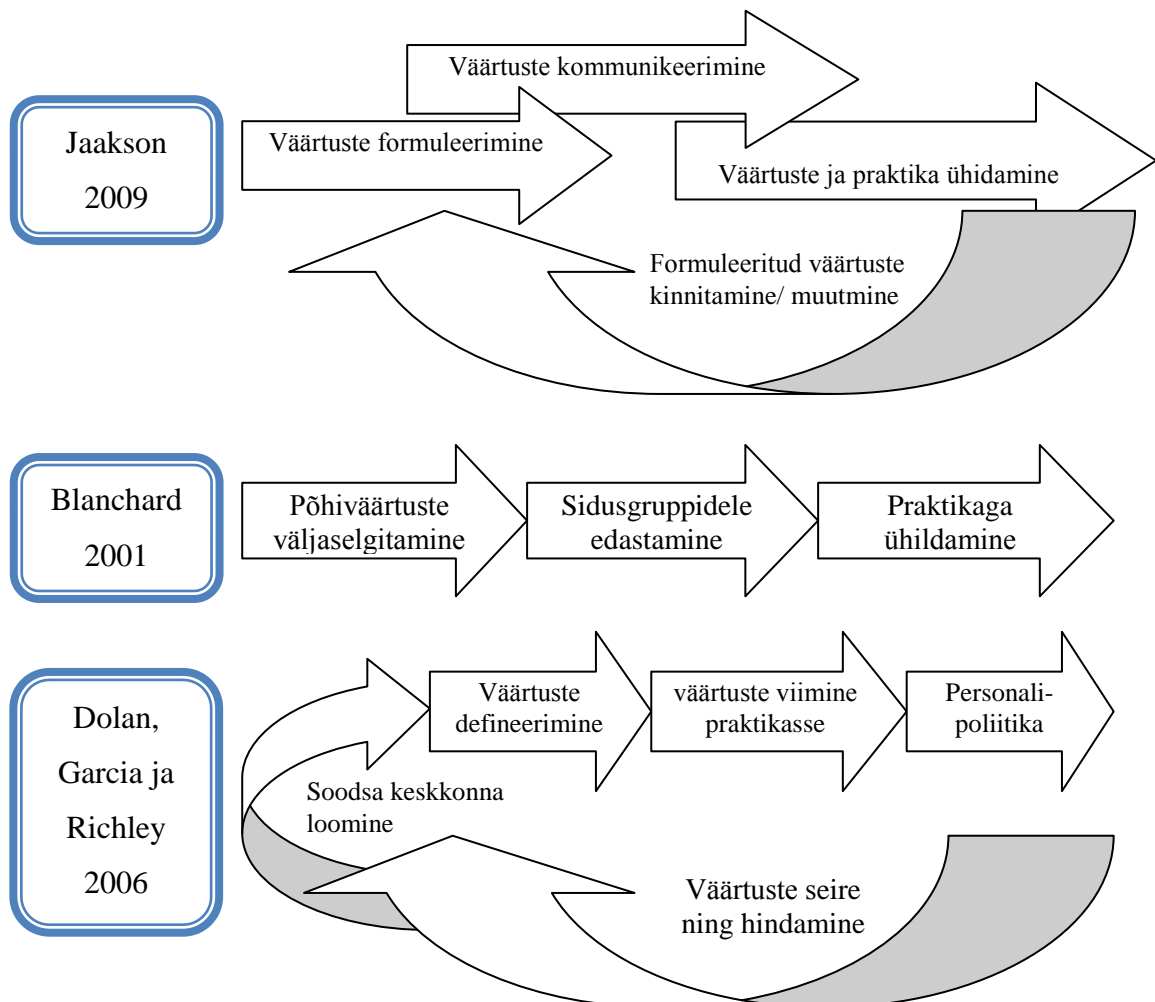 Jaakson
2009
Väärtuste kommunikeerimine
Väärtuste formuleerimine
Väärtuste ja praktika ühidamine
Formuleeritud väärtuste
kinnitamine/ muutmine
Blanchard
2001
Põhiväärtuste
väljaselgitamine
Sidusgruppidele
edastamine
Praktikaga
ühildamine
Dolan,
Garcia ja
Richley
2006
Soodsa keskkonna
loomine
Väärtuste
defineerimine
väärtuste viimine
praktikasse
Personali-
poliitika
Väärtuste seire
ning hindamine